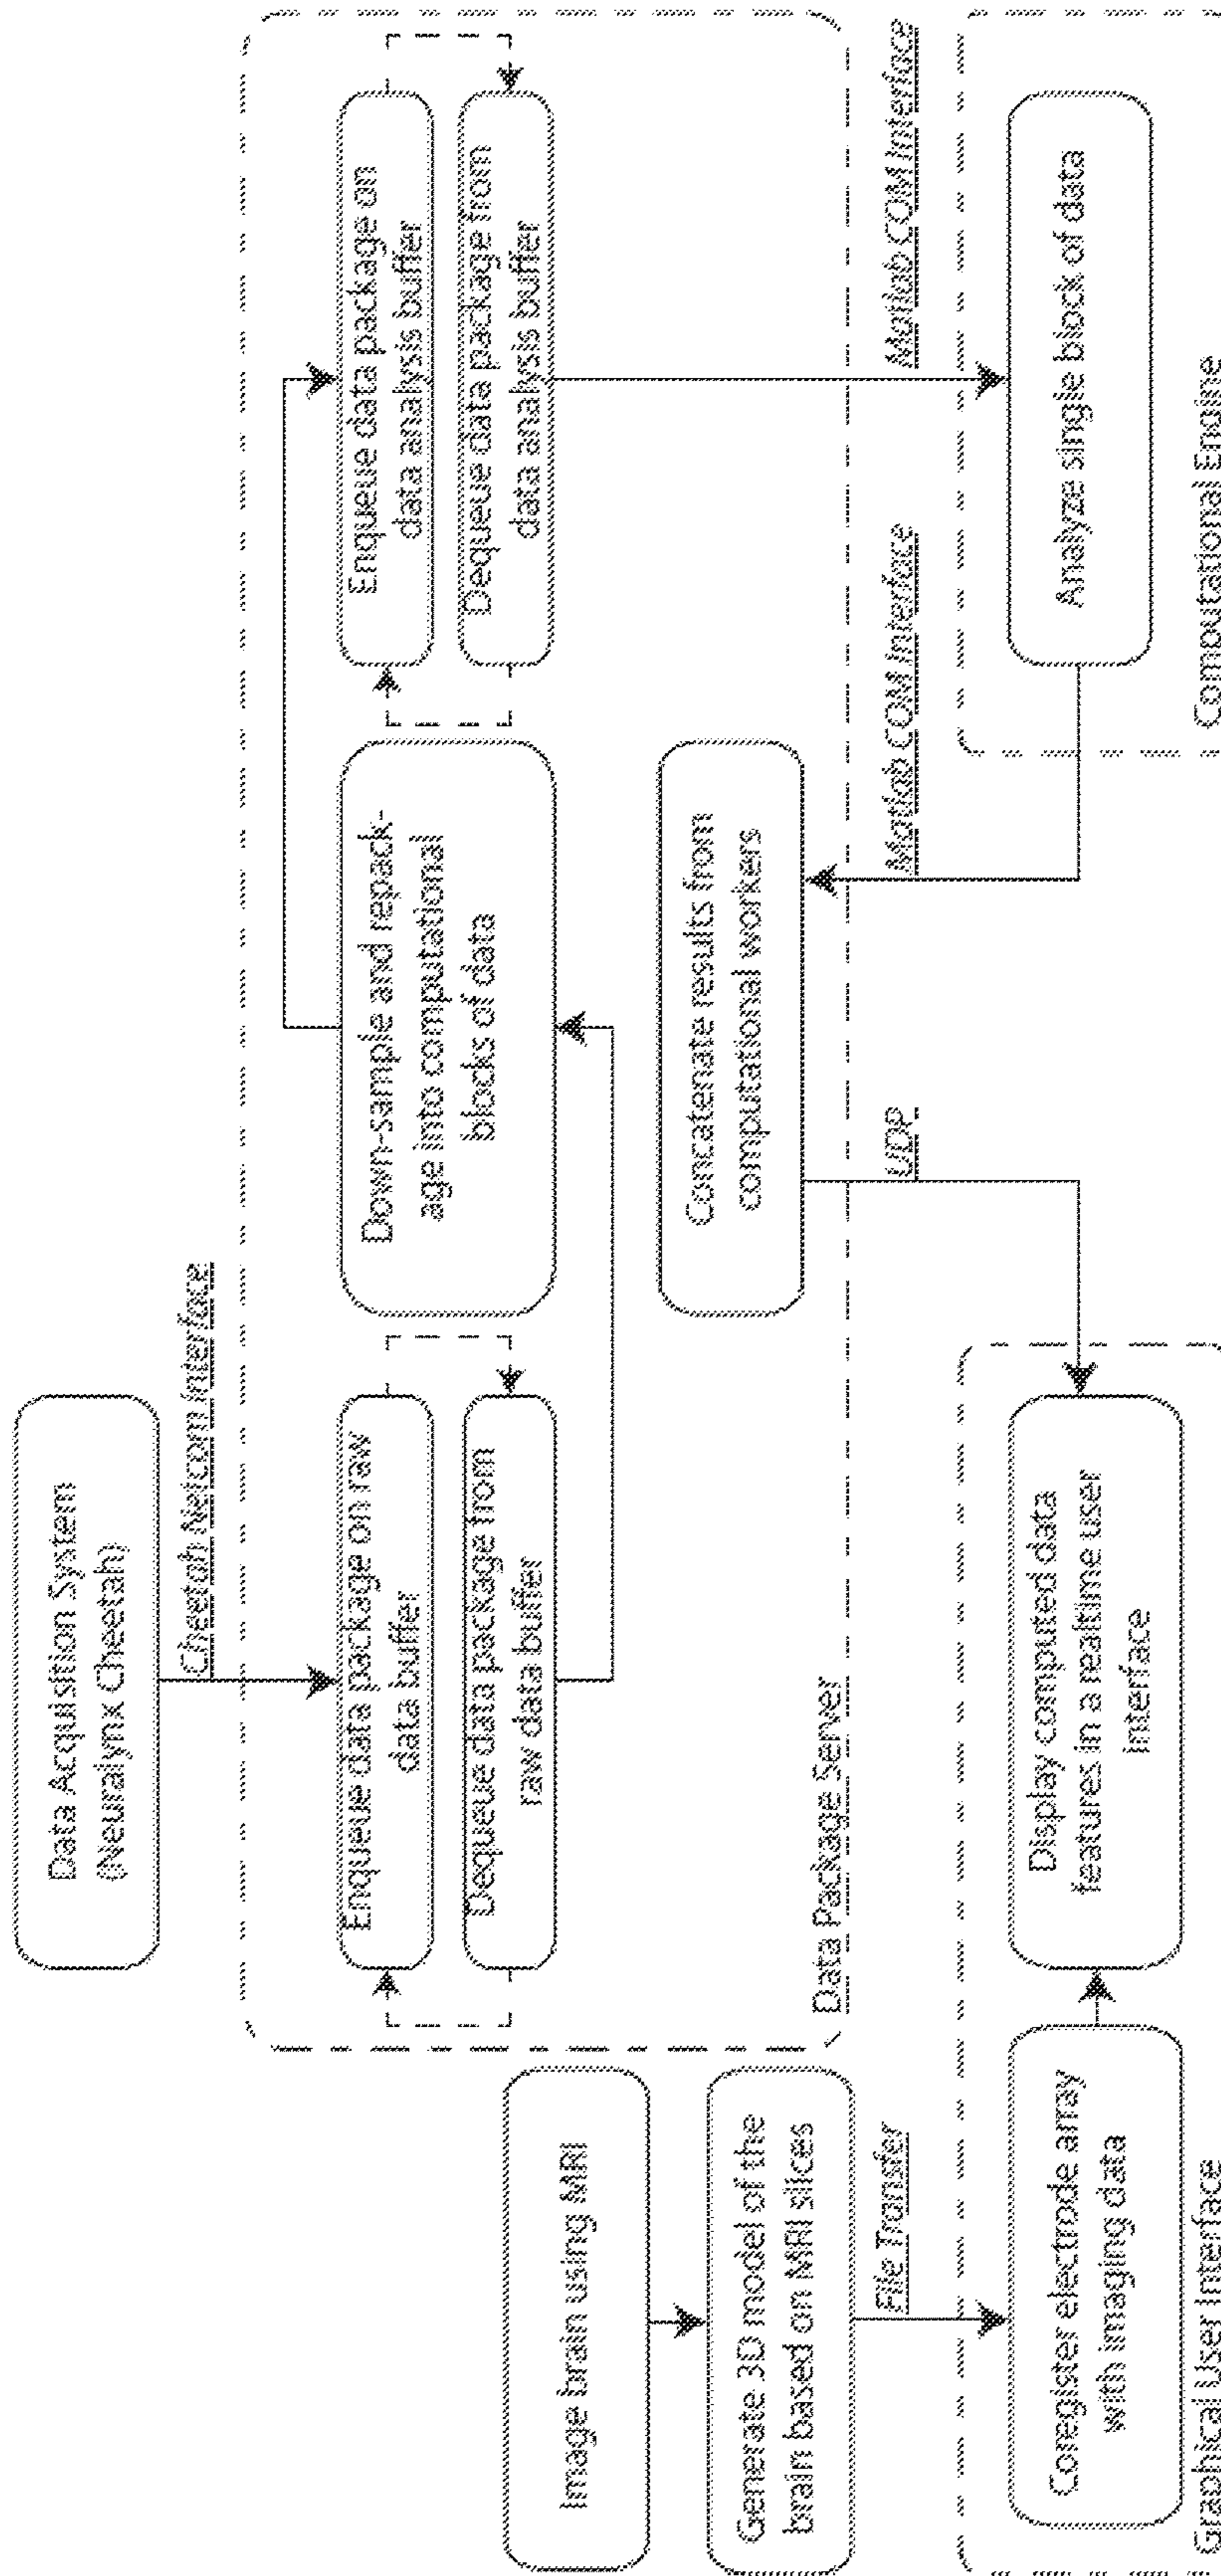 Data Acquisition System
(Neuralynx Cheetah)
Cheetah Netcom Interface
Enqueue data package on raw
data buffer
Dequeue data package from
raw data buffer
Down-sample and repack-
age into computational
blocks of data
Enqueue data package on
data analysis buffer
Dequeue data package from
data analysis buffer
Concatenate results from
computational workers
Data Package Server
Image brain using MRI
Generate 3D model of the
brain based on MRI slices
File Transfer
UDP
Matlab COM Interface
Matlab COM Interface
Coregister electrode array
with imaging data
Display computed data
features in a realtime user
interface
Analyze single block of data
Graphical User Interface
Computational Engine